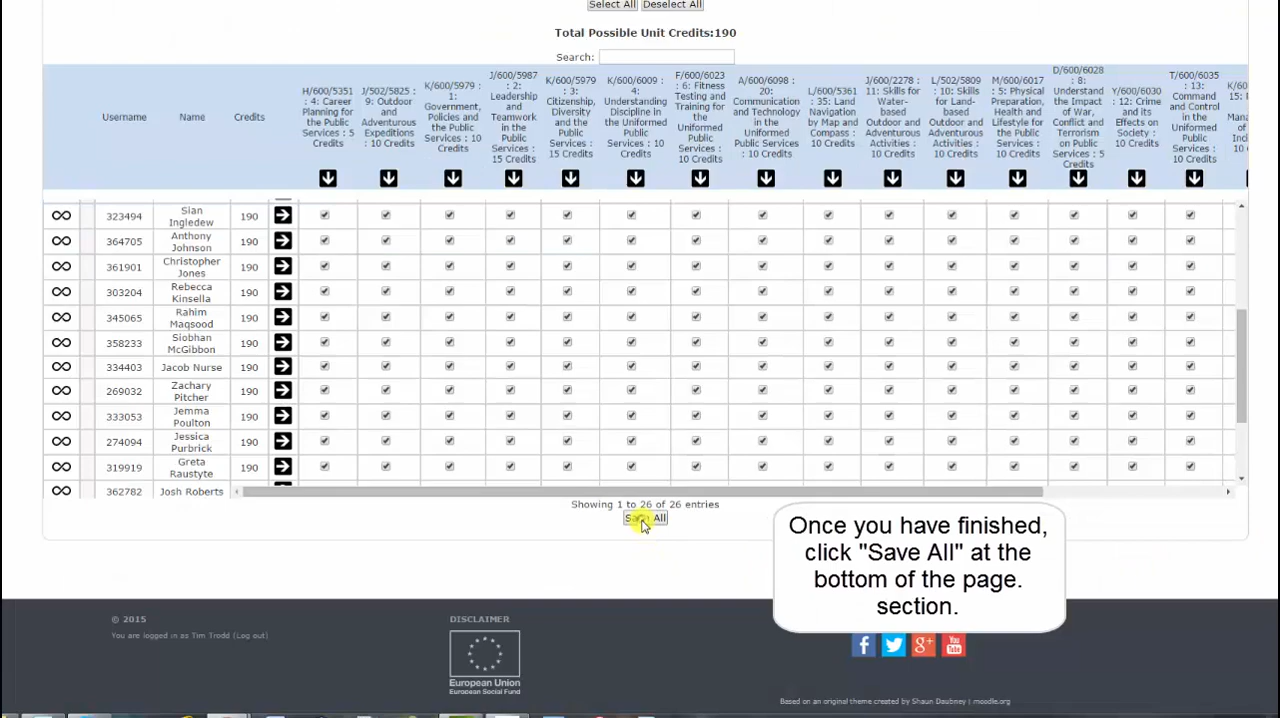 Select All Deselect All
Total Possible Unit Credits:190
Search:
Username
Name
Credits
H/600/5351
: 4: Career
Planning for
the Public
Services : 5
Credits
J/502/5825 :
9: Outdoor
and
Adventurous
Expeditions
: 10 Credits
K/600/5979 :
1:
Government,
Policies and
the Public
Services : 10
Credits
J/600/5987
: 2:
Leadership
and
Teamwork
in the
Public
Services :
15 Credits
K/600/5979
: 3:
Citizenship,
Diversity
and the
Public
Services :
15 Credits
K/600/6009 :
4:
Understanding
Discipline in
the Uniformed
Public
Services : 10
Credits
F/600/6023
: 6: Fitness
Testing and
Training for
the
Uniformed
Public
Services :
10 Credits
A/600/6098 :
20:
Communication
and Technology
in the
Uniformed
Public Services
: 10 Credits
L/600/5361
: 35: Land
Navigation
by Map and
Compass :
10 Credits
J/600/2278 :
11: Skills for
Water-
based
Outdoor and
Adventurous
Activities :
10 Credits
L/502/5809
: 10: Skills
for Land-
based
Outdoor and
Adventurous
Activities :
10 Credits
M/600/6017
: 5: Physical
Preparation,
Health and
Lifestyle for
the Public
Services :
10 Credits
D/600/6028
: 8:
Understand
the Impact
of War,
Conflict and
Terrorism
on Public
Services : 5
Credits
Y/600/6030
: 12: Crime
and its
Effects on
Society :
10 Credits
T/600/6035
: 13:
Command
and Control
in the
Uniformed
Public
Services :
10 Credits
323494 Sian Ingledew 190
364705 Anthony Johnson 190
361901 Christopher Jones 190
303204 Rebecca Kinsella 190
345065 Rahim Maqsood 190
358233 Siobhan McGibbon 190
334403 Jacob Nurse 190
269032 Zachary Pitcher 190
333053 Jemma Poulton 190
274094 Jessica Purbrick 190
319919 Greta Raustyte 190
362782 Josh Roberts
Showing 1 to 26 of 26 entries
Save All
Once you have finished,
click "Save All" at the
bottom of the page.
section.
© 2015
You are logged in as Tim Trodd (Log out)
DISCLAIMER
European Union
European Social Fund
Based on an original theme created by Shaun Daubney | moodle.org